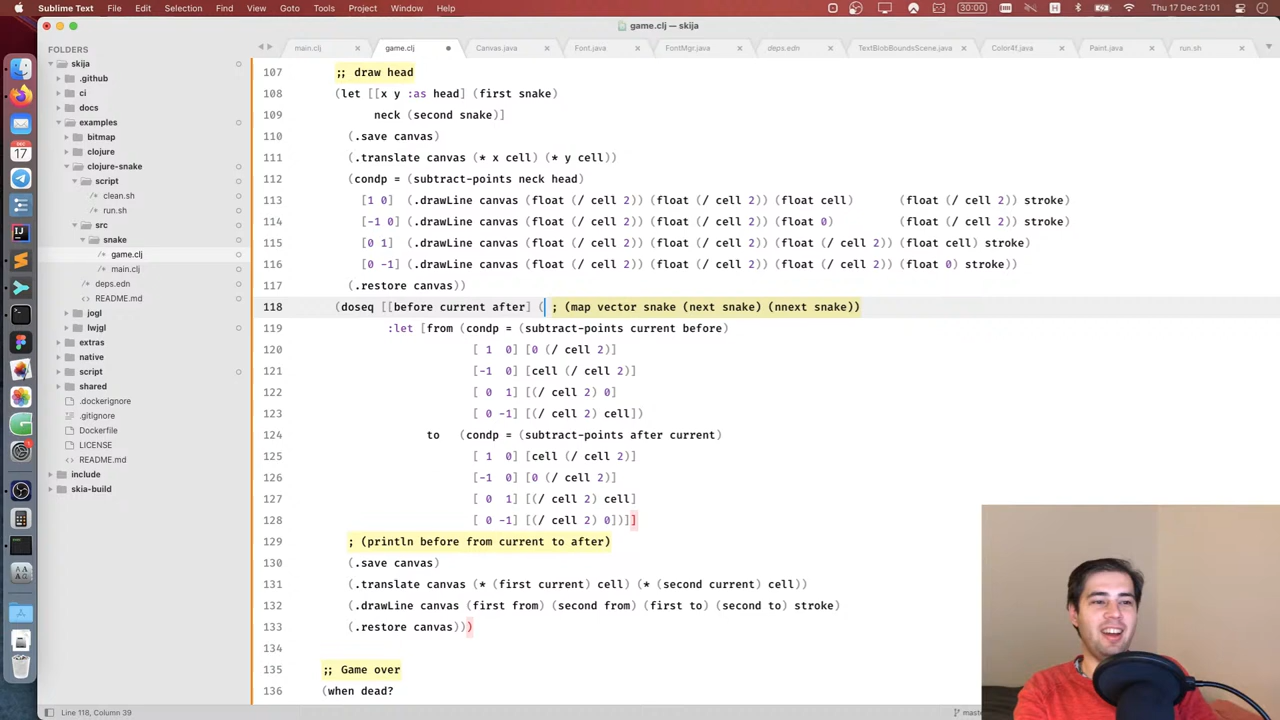 Sublime Text File Edit Selection Find View Goto Tools Project Window Help 30:00 Thu 17 Dec 21:01
game.clj — skija
FOLDERS
skija
.github
ci
docs
examples
bitmap
clojure
clojure-snake
script
clean.sh
run.sh
src
snake
game.clj
main.clj
deps.edn
README.md
jogl
lwjgl
extras
native
script
shared
.dockerignore
.gitignore
Dockerfile
LICENSE
README.md
include
skia-build
main.clj game.clj Canvas.java Font.java FontMgr.java deps.edn TextBlobBoundsScene.java Color4f.java Paint.java run.sh
107 ;; draw head
108 (let [[x y :as head] (first snake)
109 neck (second snake)]
110 (.save canvas)
111 (.translate canvas (* x cell) (* y cell))
112 (condp = (subtract-points neck head)
113 [1 0] (.drawLine canvas (float (/ cell 2)) (float (/ cell 2)) (float cell) (float (/ cell 2)) stroke)
114 [-1 0] (.drawLine canvas (float (/ cell 2)) (float (/ cell 2)) (float 0) (float (/ cell 2)) stroke)
115 [0 1] (.drawLine canvas (float (/ cell 2)) (float (/ cell 2)) (float (/ cell 2)) (float cell) stroke)
116 [0 -1] (.drawLine canvas (float (/ cell 2)) (float (/ cell 2)) (float (/ cell 2)) (float 0) stroke))
117 (.restore canvas))
118 (doseq [[before current after] ( ; (map vector snake (next snake) (nnext snake))
119 :let [from (condp = (subtract-points current before)
120 [ 1 0] [0 (/ cell 2)]
121 [-1 0] [cell (/ cell 2)]
122 [ 0 1] [(/ cell 2) 0]
123 [ 0 -1] [(/ cell 2) cell])
124 to (condp = (subtract-points after current)
125 [ 1 0] [cell (/ cell 2)]
126 [-1 0] [0 (/ cell 2)]
127 [ 0 1] [(/ cell 2) cell]
128 [ 0 -1] [(/ cell 2) 0])]]
129 ; (println before from current to after)
130 (.save canvas)
131 (.translate canvas (* (first current) cell) (* (second current) cell))
132 (.drawLine canvas (first from) (second from) (first to) (second to) stroke)
133 (.restore canvas)))
134
135 ;; Game over
136 (when dead?
Line 118, Column 39